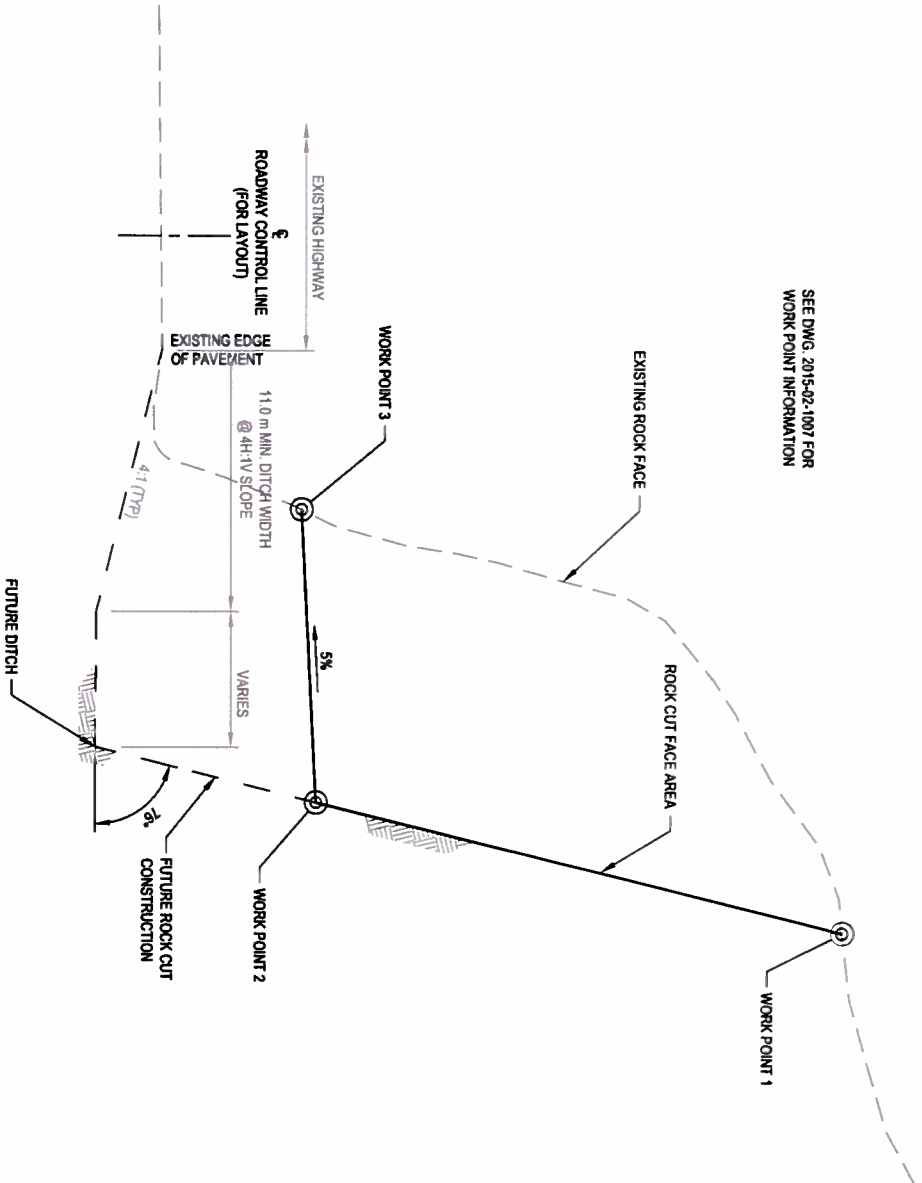 SEE DWG. 2015-02-1007 FOR
WORK POINT INFORMATION
EXISTING ROCK FACE
WORK POINT 3
EXISTING HIGHWAY
℄
ROADWAY CONTROL LINE
(FOR LAYOUT)
EXISTING EDGE
OF PAVEMENT
11.0 m MIN. DITCH WIDTH
@ 4H:1V SLOPE
4:1 (TYP)
VARIES
5%
ROCK CUT FACE AREA
WORK POINT 1
WORK POINT 2
FUTURE ROCK CUT
CONSTRUCTION
76°
FUTURE DITCH